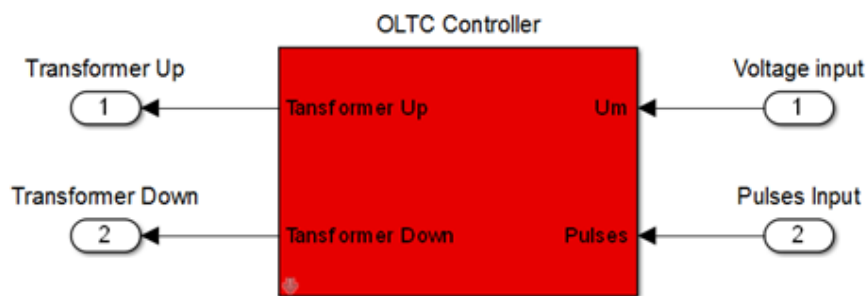 OLTC Controller
Transformer Up
Voltage input
1
Tansformer Up
Um
1
Transformer Down
Pulses Input
2
Tansformer Down
Pulses
2